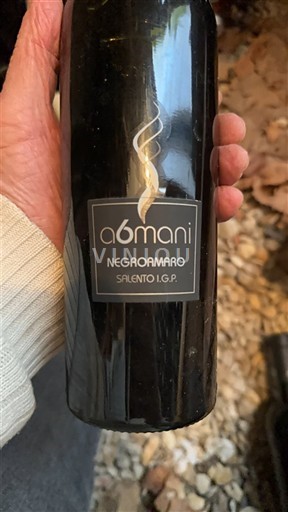 a6mani
VINIOU
NEGROAMARO
SALENTO I.G.P.